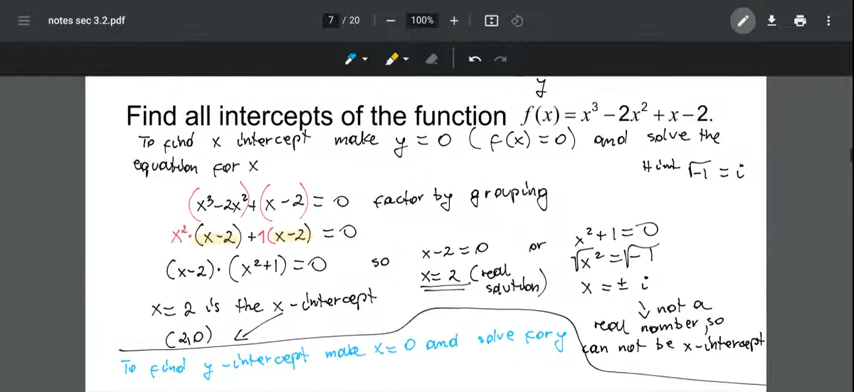 notes sec 3.2.pdf
7 / 20
100%
y
Find all intercepts of the function f(x) = x³ − 2x² + x − 2.
To find x intercept make y = 0 (f(x) = 0) and solve the
equation for x
Hint √-1 = i
(x³-2x²)+(x-2) = 0 factor by grouping
x²·(x-2)+1(x-2) = 0
(x-2)·(x²+1) = 0 so
x-2 = 0 or
x = 2 (real
solution)
x²+1 = 0
√x² = √-1
x = ± i
↓ not a
real number, so
can not be x-intercept
x = 2 is the x-intercept
(2,0)
To find y-intercept make x = 0 and solve for y